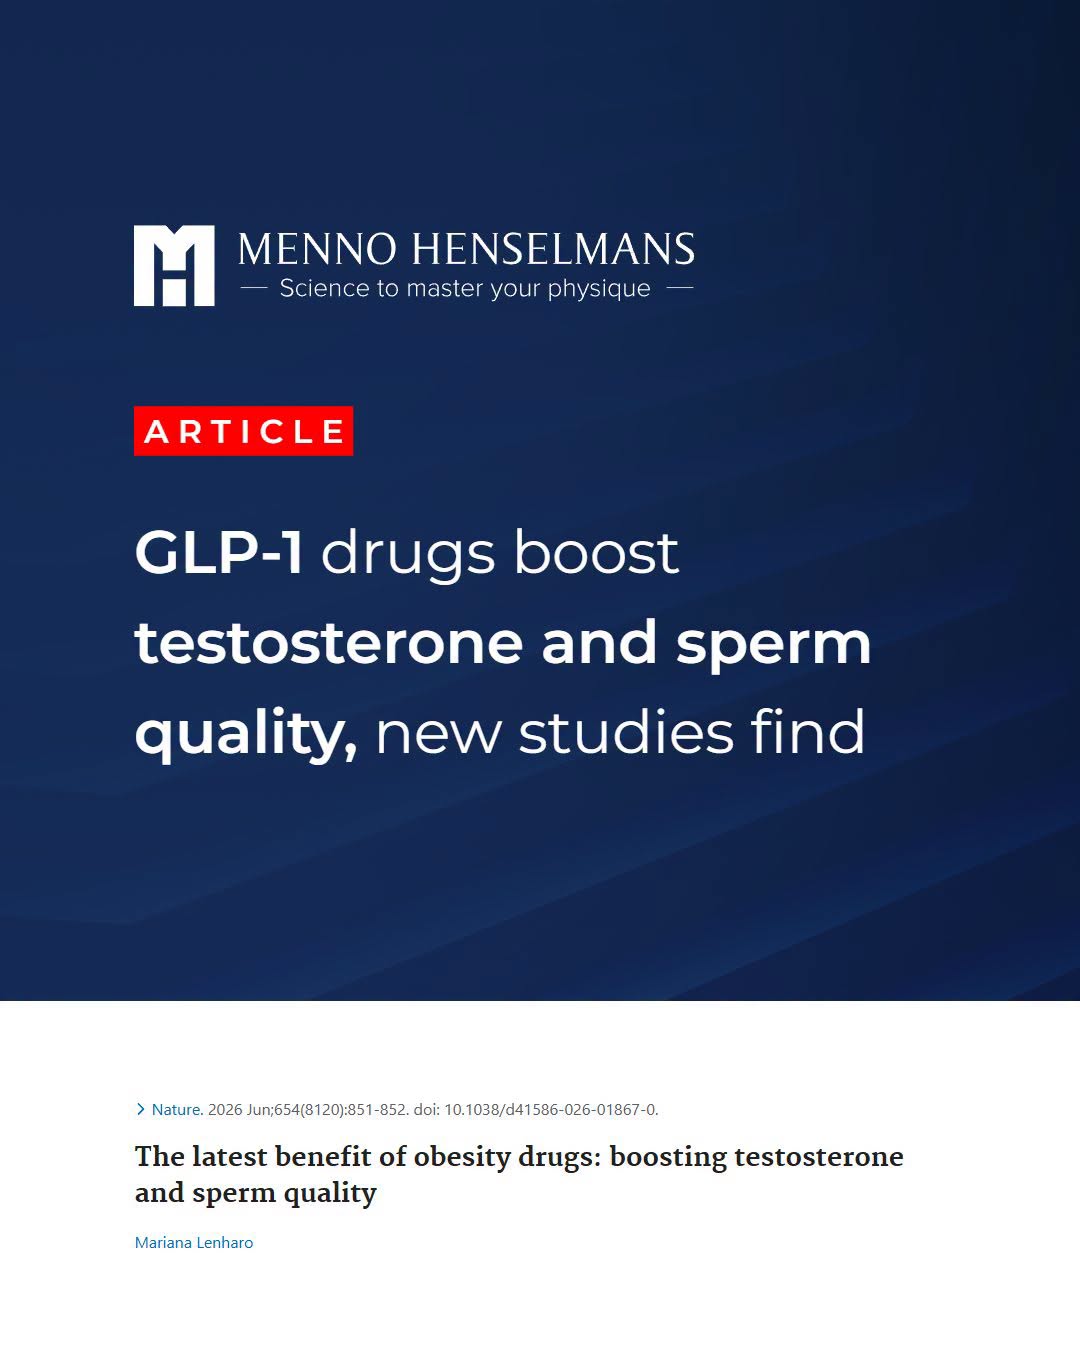 MENNO HENSELMANS
Science to master your physique
ARTICLE
GLP-1 drugs boost
testosterone and sperm
quality, new studies find
Nature. 2026 Jun;654(8120):851-852. doi: 10.1038/d41586-026-01867-0.
The latest benefit of obesity drugs: boosting testosterone
and sperm quality
Mariana Lenharo